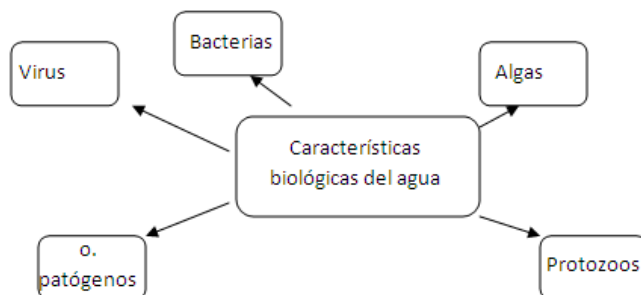 Bacterias
Virus
Algas
Características
biológicas del agua
o.
patógenos
Protozoos